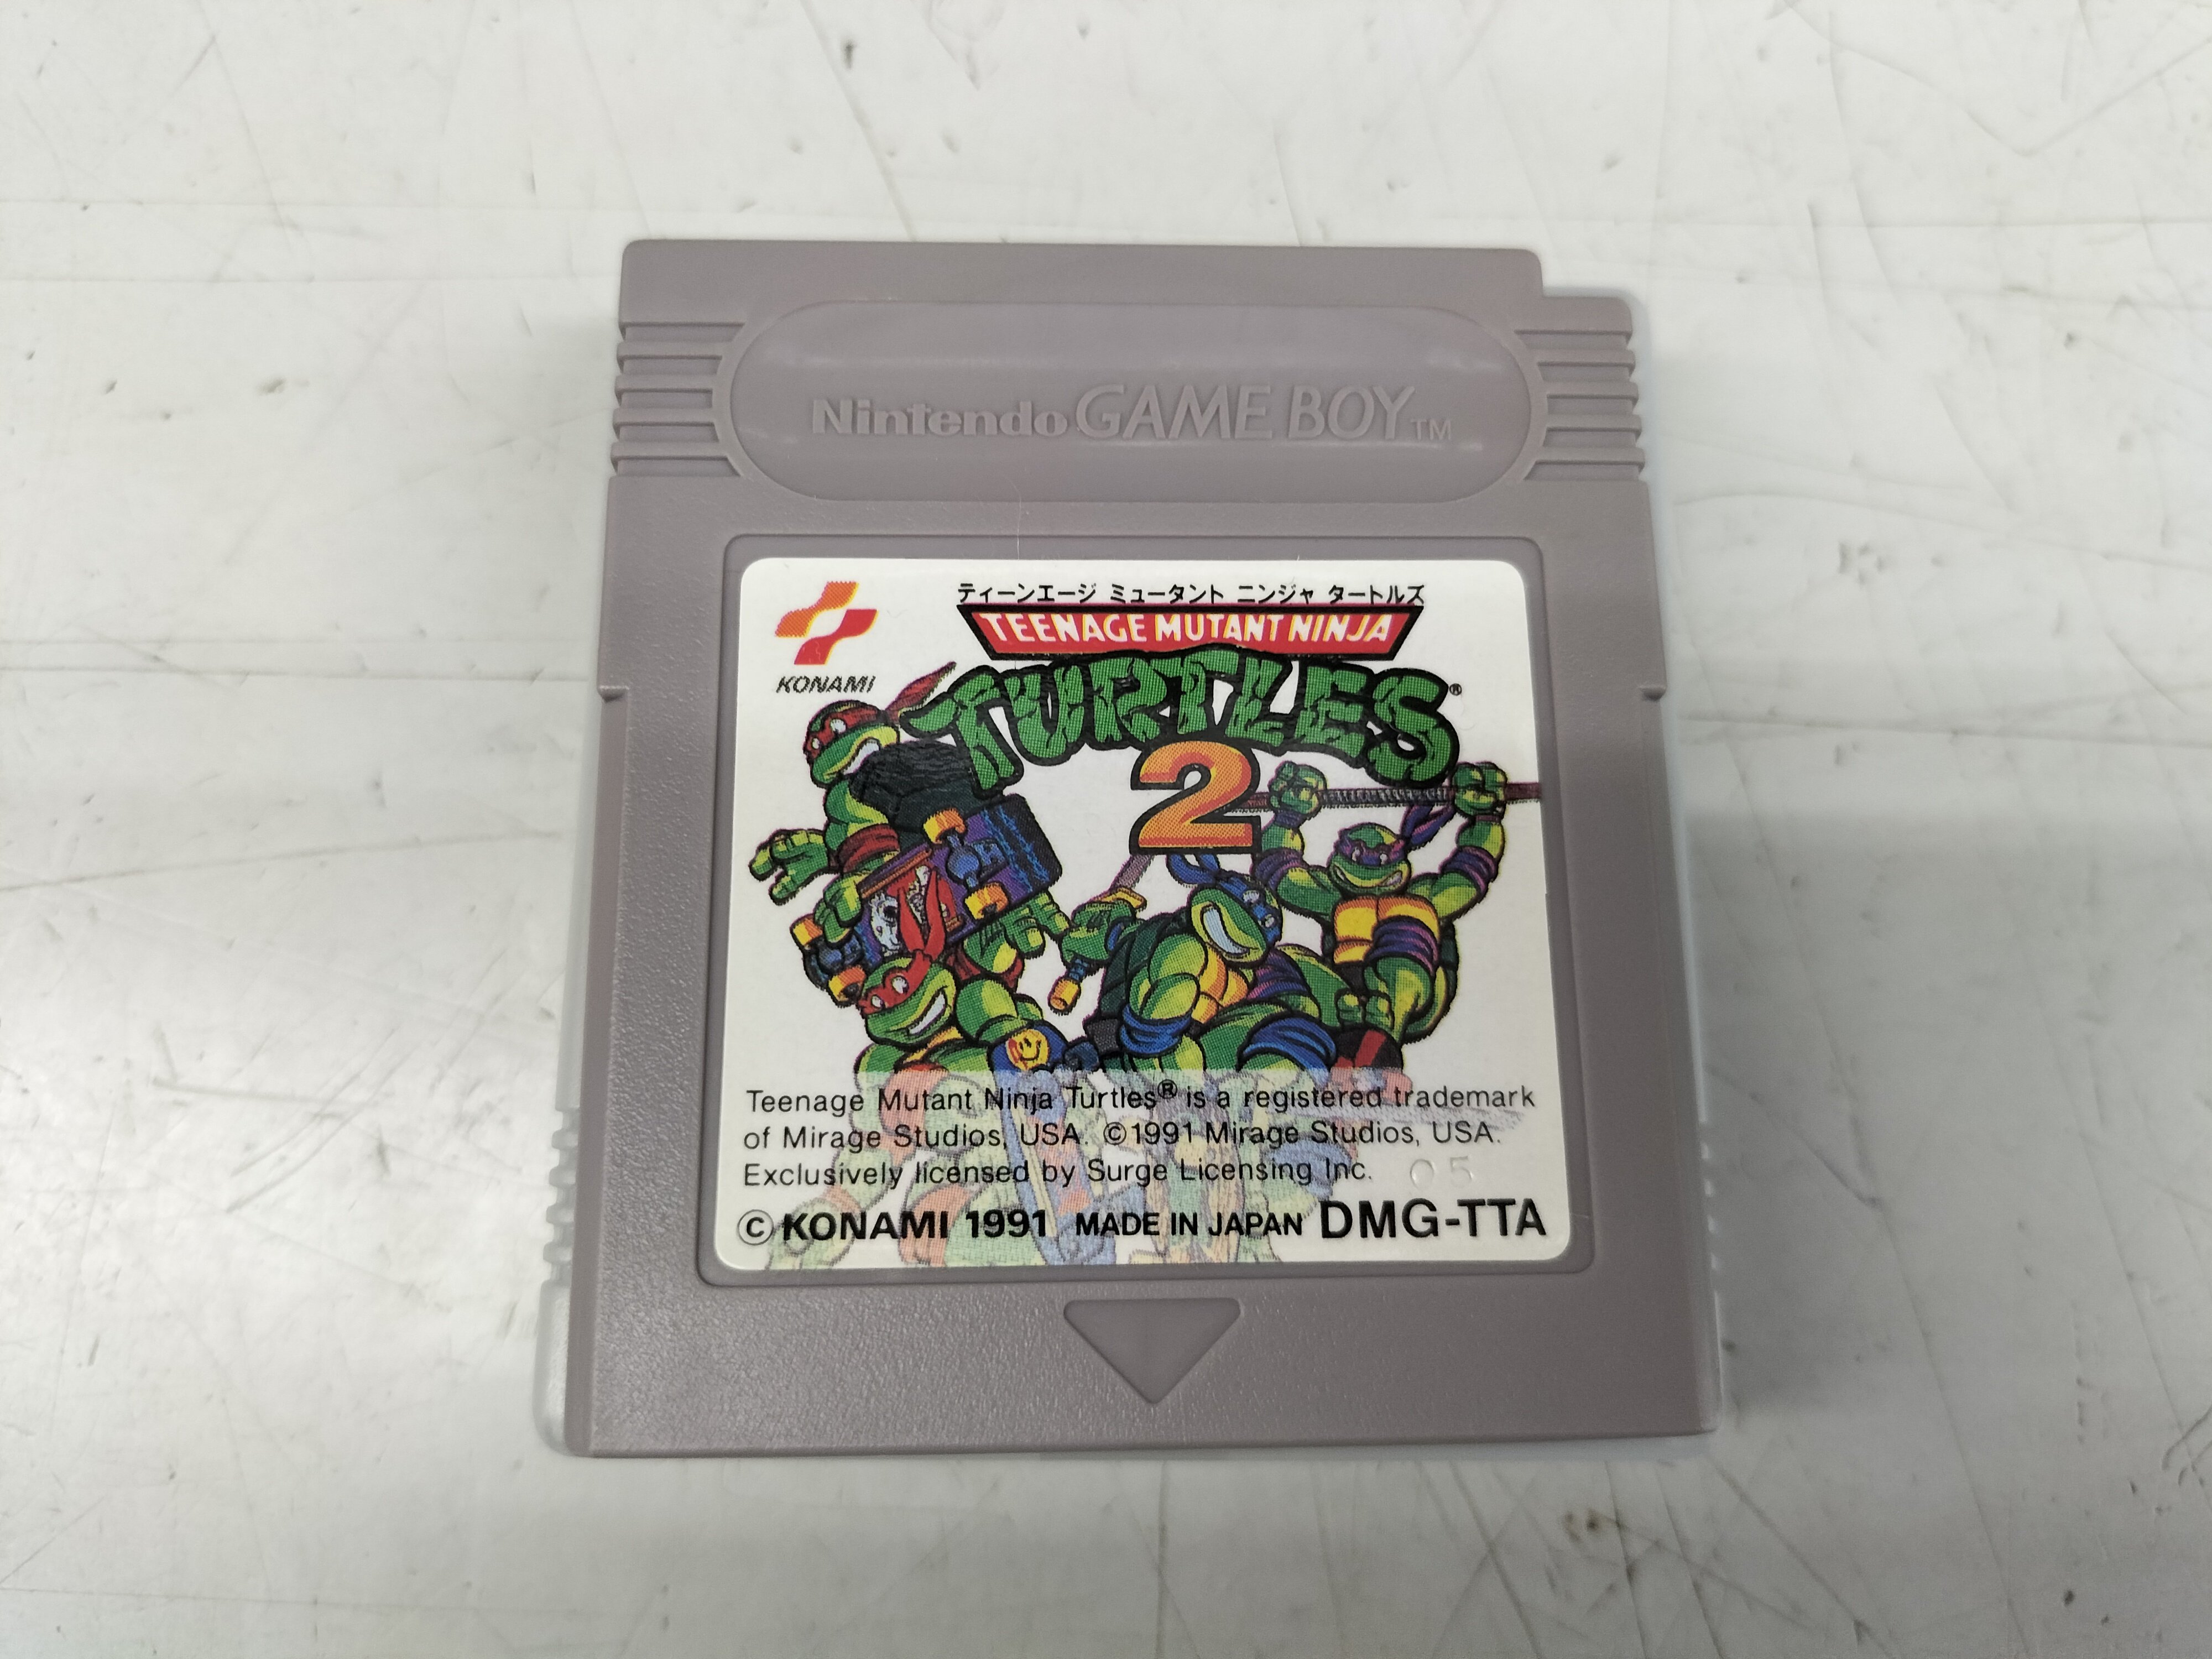 Nintendo GAME BOY TM
ティーンエージ ミュータント ニンジャ タートルズ
TEENAGE MUTANT NINJA
TURTLES®
2
KONAMI
Teenage Mutant Ninja Turtles® is a registered trademark
of Mirage Studios, USA. ©1991 Mirage Studios, USA.
Exclusively licensed by Surge Licensing Inc. 05
©KONAMI 1991 MADE IN JAPAN DMG-TTA